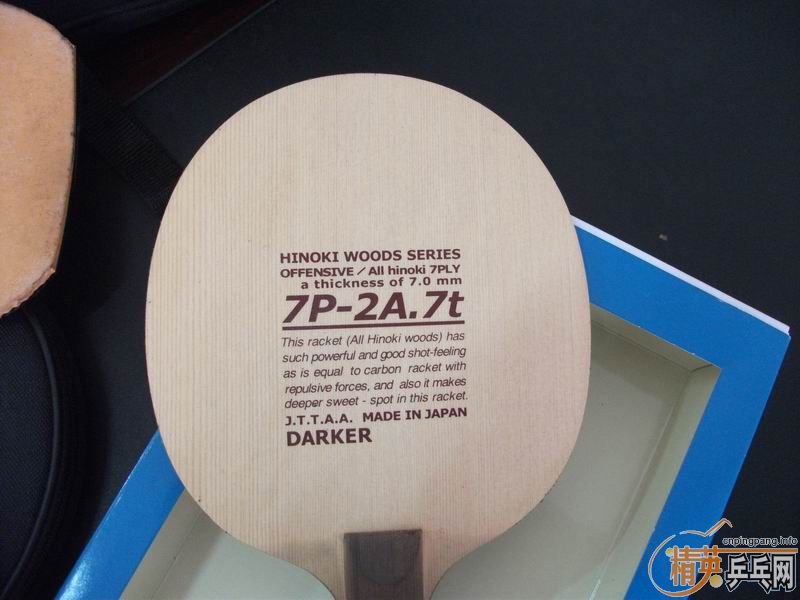 HINOKI WOODS SERIES
OFFENSIVE / All hinoki 7PLY
a thickness of 7.0 mm
7P-2A.7t
This racket (All Hinoki woods) has
such powerful and good shot-feeling
as is equal to carbon racket with
repulsive forces, and also it makes
deeper sweet - spot in this racket.
J.T.T.A.A. MADE IN JAPAN
DARKER
cnpingpang.info
精英乒乓网